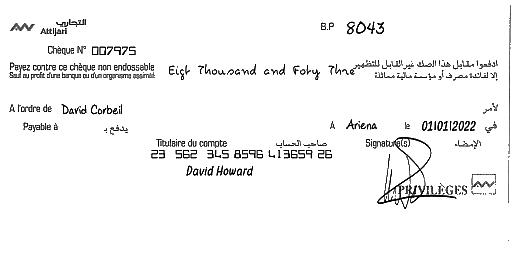 التجاري
Attijari
B.P 8043
Chèque N° 007975
Payez contre ce chèque non endossable
Eigt Thousand and Foty Thre
ادفعوا مقابل هذا الصك غير القابل للتظهير
Sauf au profit d'une banque ou d'un organisme assimilé
إلا لفائدة مصرف أو مؤسسة مالية مماثلة
A l'ordre de David Corbeil
لأمر
Payable à
يدفع بـ
A Ariena le 01/01/2022 في
Titulaire du compte صاحب الحساب
Signature(s) الإمضاء
23 562 345 8596 413659 26
David Howard
PRIVILÈGES